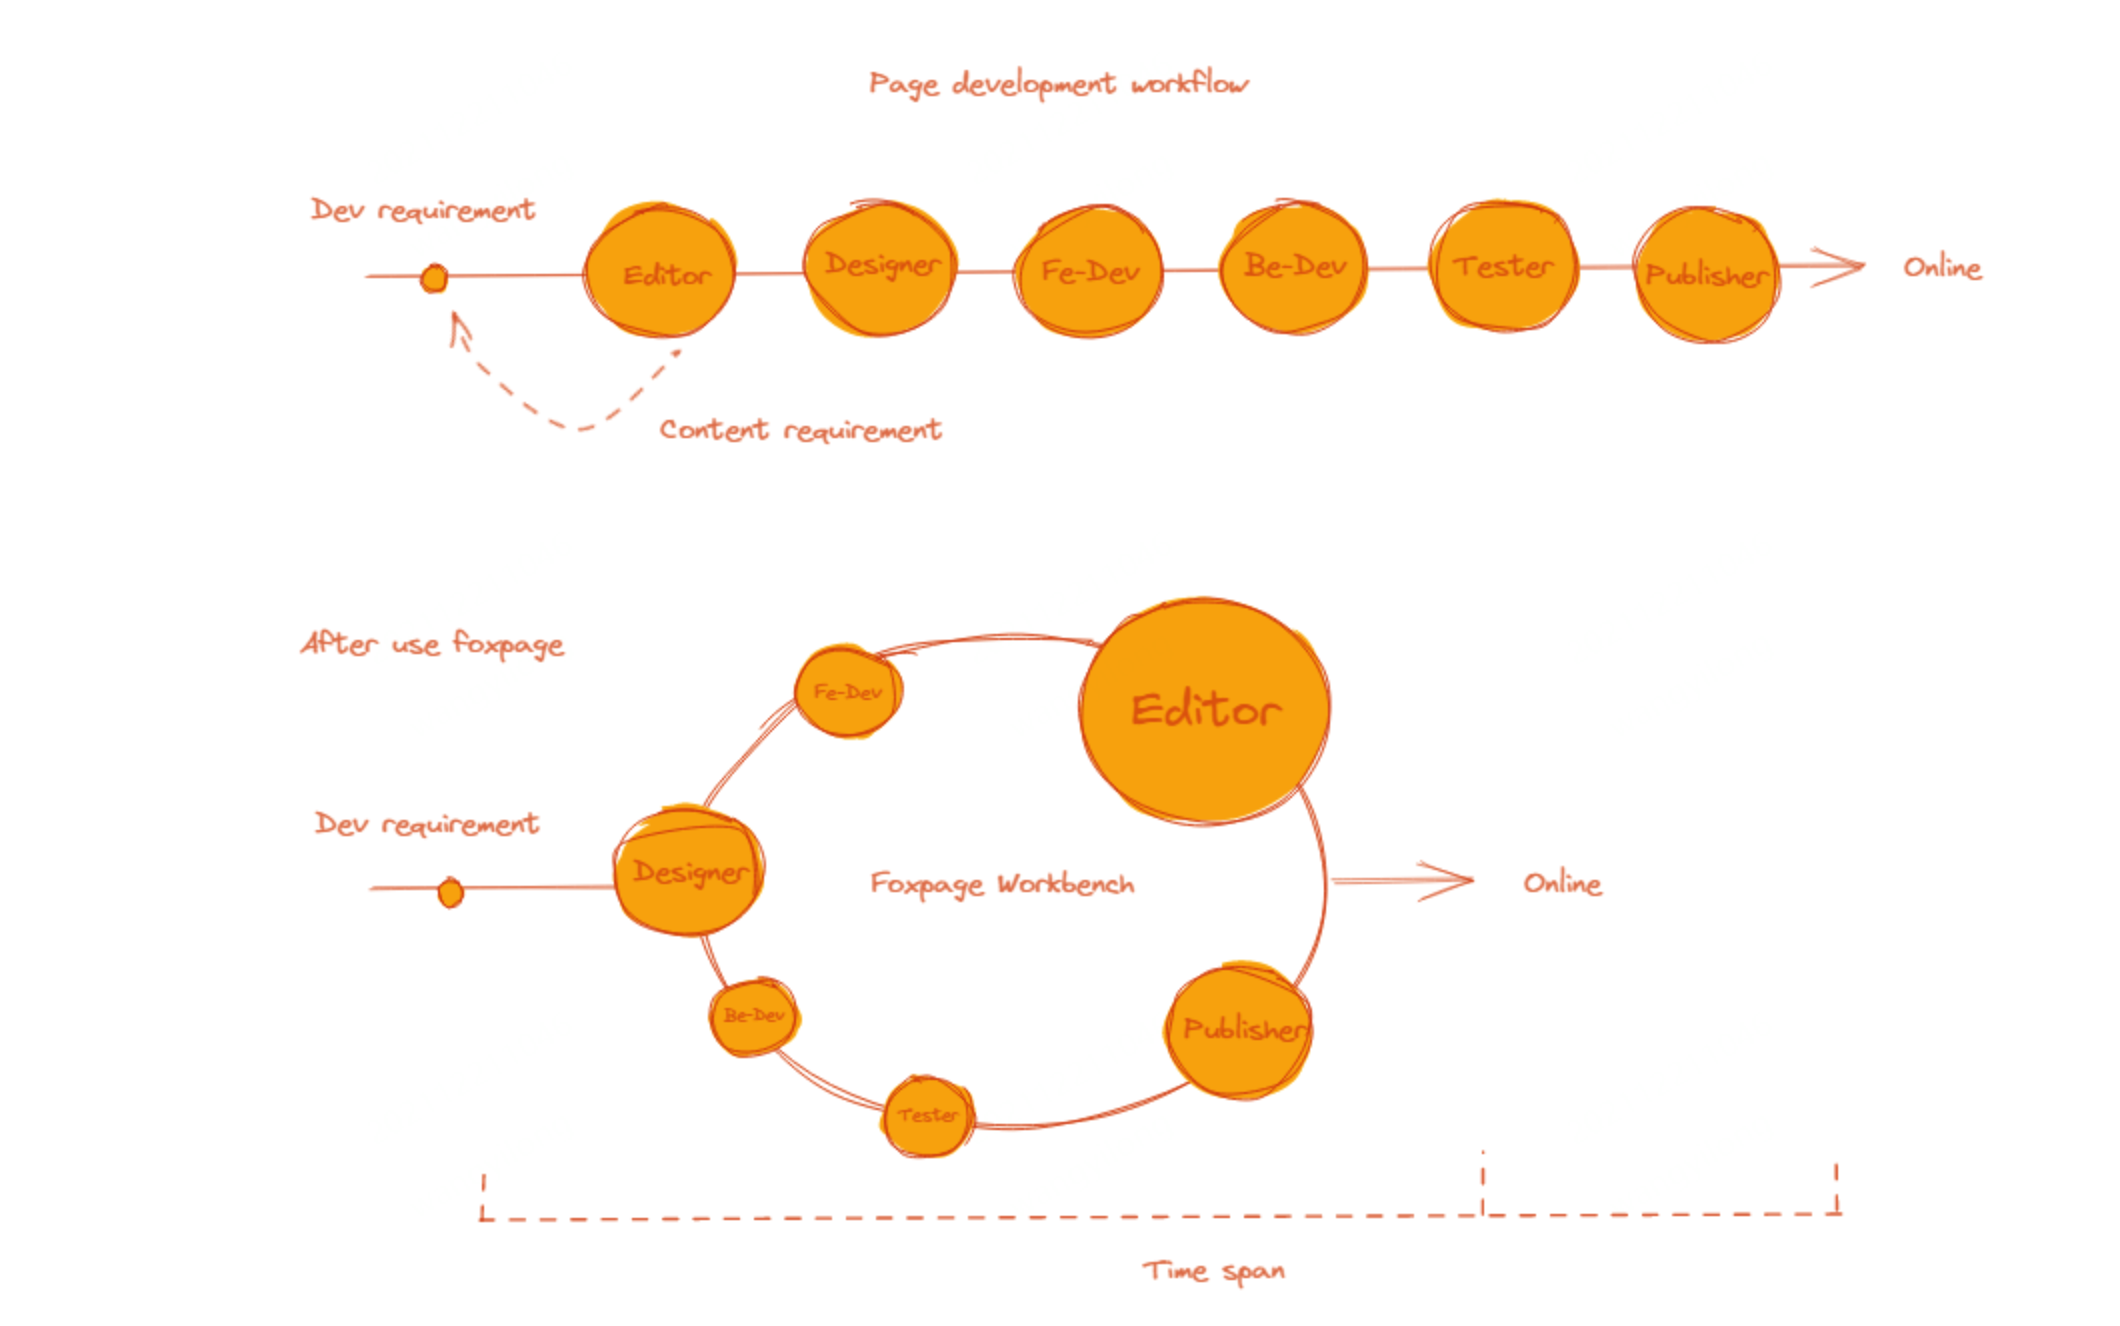 Page development workflow
Dev requirement
Editor
Designer
Fe-Dev
Be-Dev
Tester
Publisher
Online
Content requirement
After use foxpage
Fe-Dev
Editor
Dev requirement
Designer
Foxpage Workbench
Online
Be-Dev
Publisher
Tester
Time span